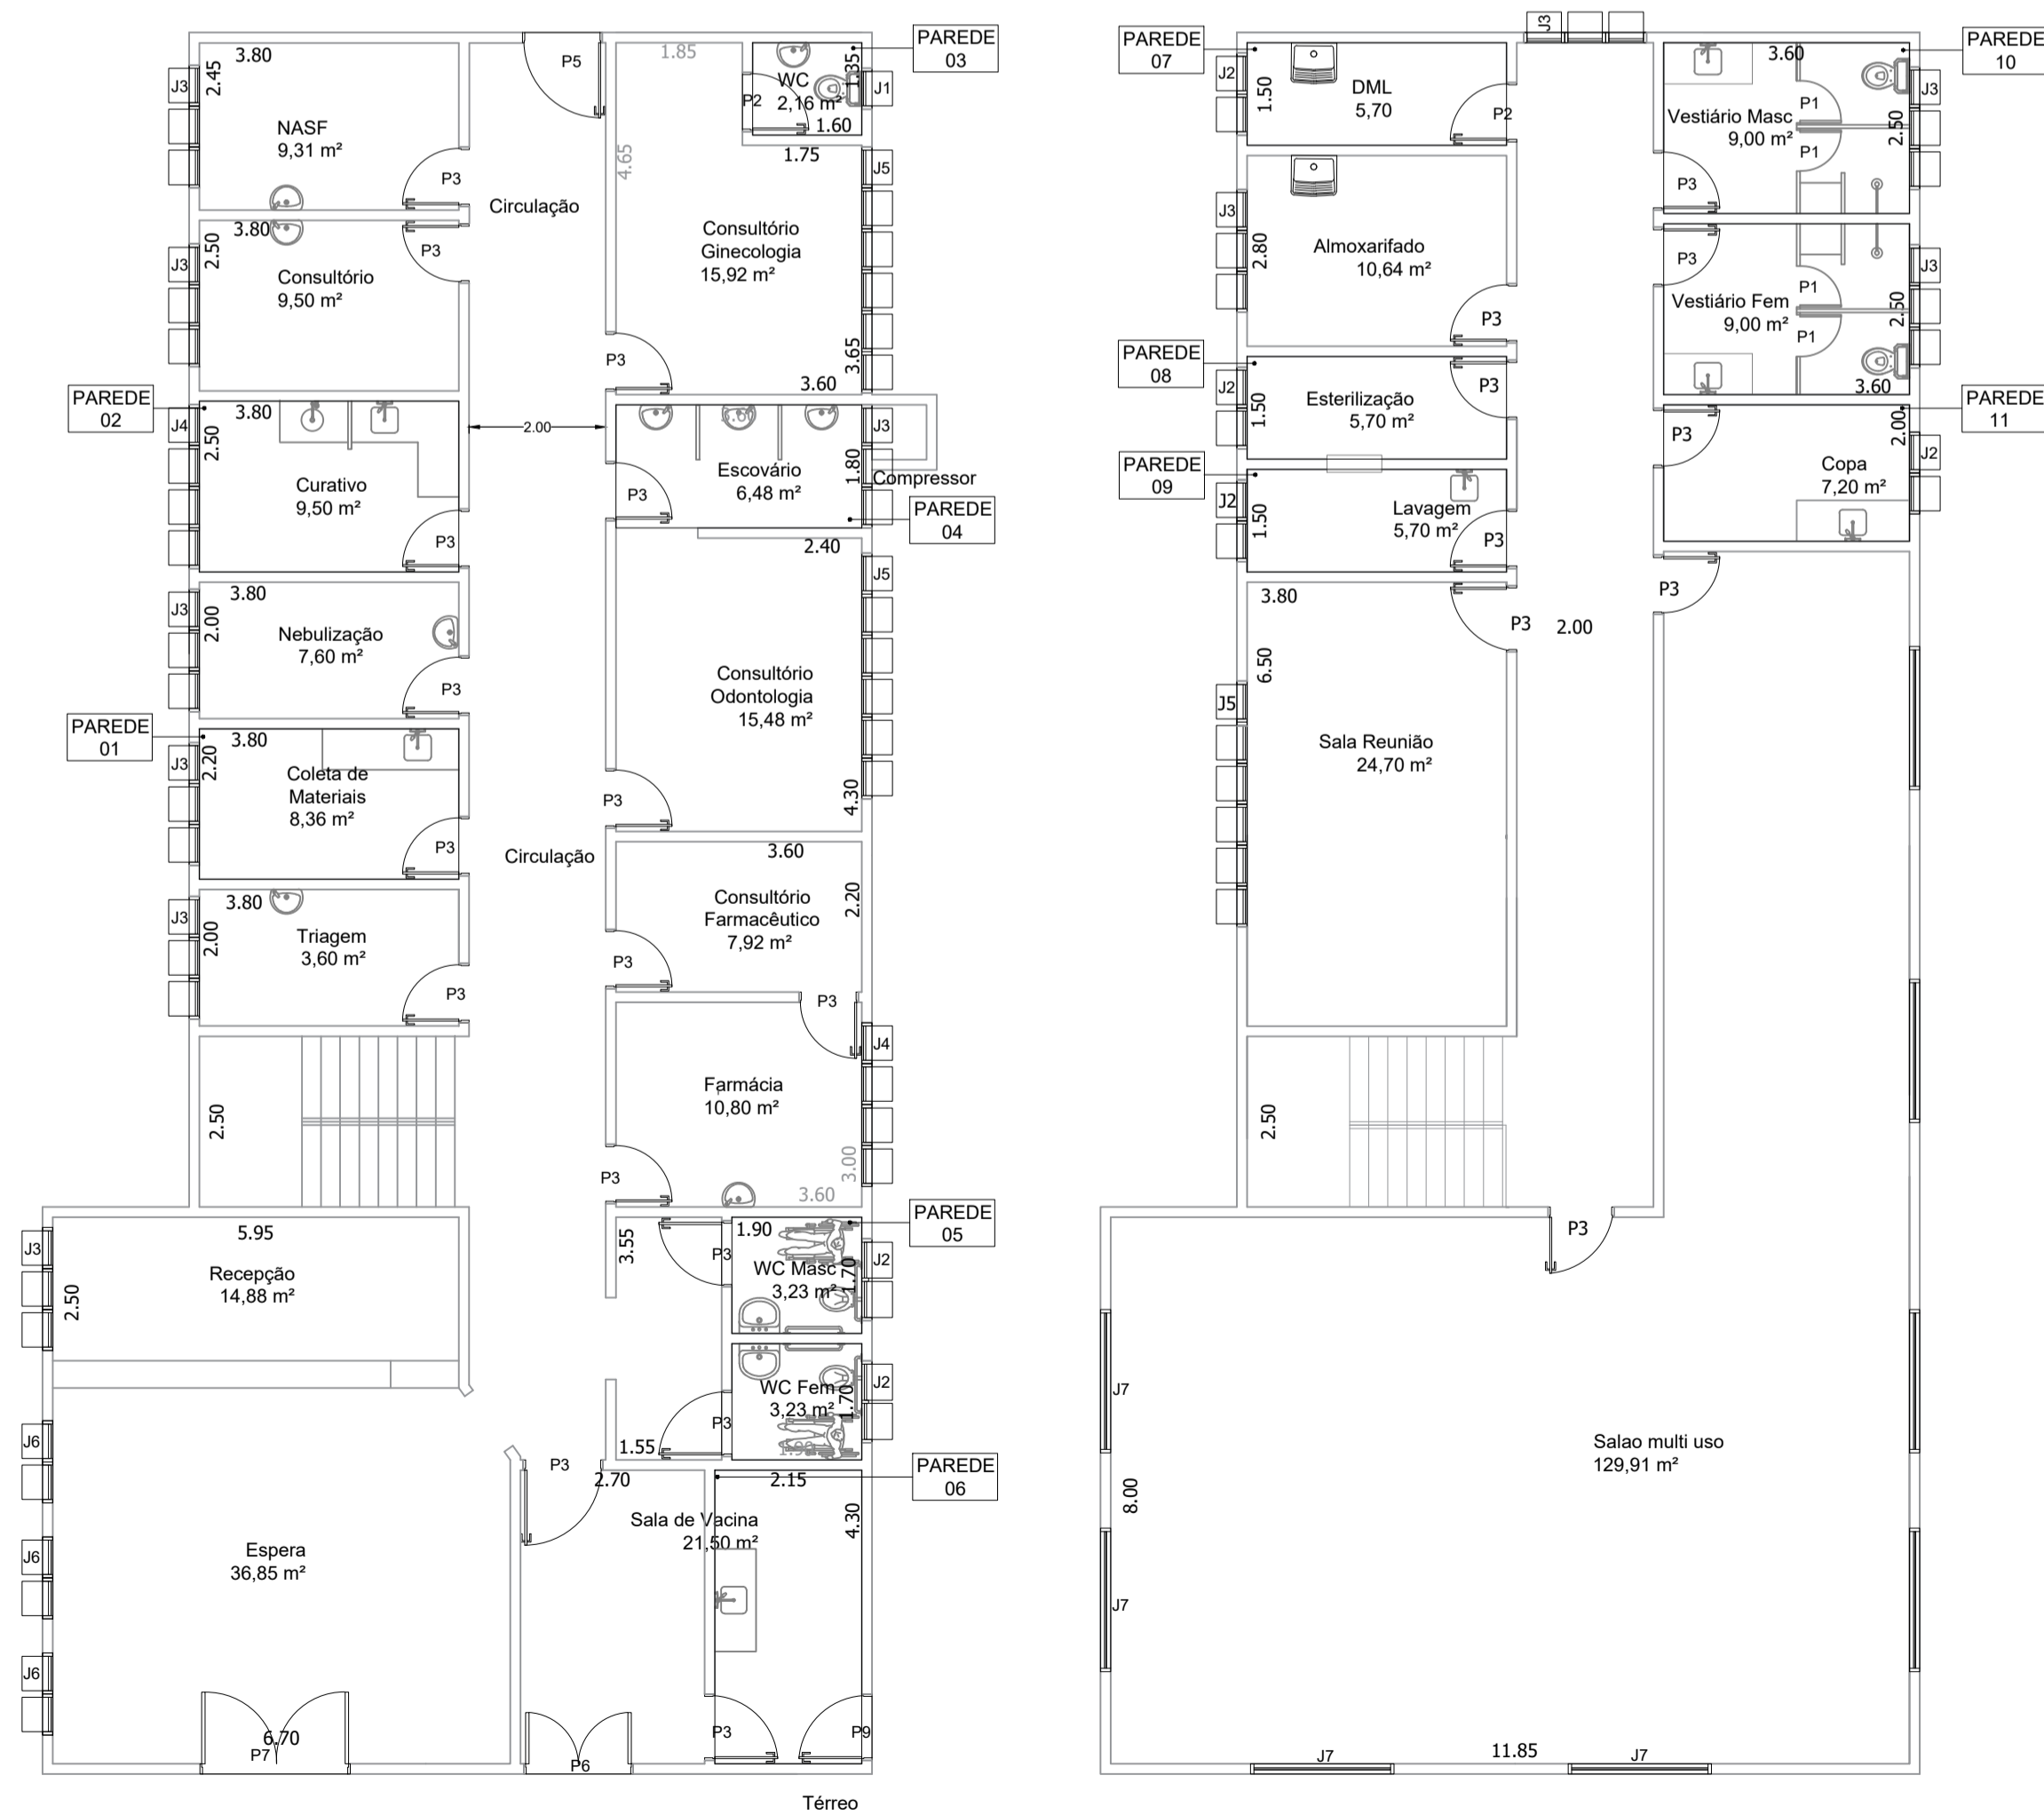 3.80
2.45
J3
NASF
9,31 m²
P3
P5
Circulação
1.85
4.65
WC
2,16 m²
1.35
P2
1.60
1.75
J1
PAREDE
03
J5
Consultório
Ginecologia
15,92 m²
3.65
3.60
P3
3.80
2.50
J3
Consultório
9,50 m²
P3
PAREDE
02
J4
3.80
2.50
Curativo
9,50 m²
P3
2.00
P3
Escovário
6,48 m²
1.80
J3
Compressor
PAREDE
04
2.40
J5
Consultório
Odontologia
15,48 m²
4.30
P3
3.80
2.00
J3
Nebulização
7,60 m²
P3
PAREDE
01
J3
3.80
2.20
Coleta de
Materiais
8,36 m²
P3
Circulação
3.60
2.20
Consultório
Farmacêutico
7,92 m²
P3
P3
J3
3.80
2.00
Triagem
3,60 m²
P3
J4
Farmácia
10,80 m²
3.00
3.60
P3
2.50
PAREDE
05
5.95
J3
2.50
Recepção
14,88 m²
3.55
1.90
P3
WC Masc
3,23 m²
1.70
J2
WC Fem
3,23 m²
1.70
J2
P3
1.55
J6
J6
J6
Espera
36,85 m²
6.70
P7
P3
2.70
2.15
PAREDE
06
4.30
Sala de Vacina
21,50 m²
P3
P9
P6
Térreo
J3
PAREDE
07
J2
1.50
DML
5,70
P2
3.60
PAREDE
10
J3
P1
Vestiário Masc
9,00 m²
2.50
P1
P3
J3
2.80
Almoxarifado
10,64 m²
P3
P3
Vestiário Fem
9,00 m²
P1
P1
2.50
J3
3.60
PAREDE
08
J2
1.50
Esterilização
5,70 m²
P3
PAREDE
11
P3
2.00
J2
Copa
7,20 m²
PAREDE
09
J2
1.50
Lavagem
5,70 m²
P3
3.80
6.50
P3
2.00
P3
J5
Sala Reunião
24,70 m²
2.50
P3
J7
J7
8.00
Salao multi uso
129,91 m²
11.85
J7
J7